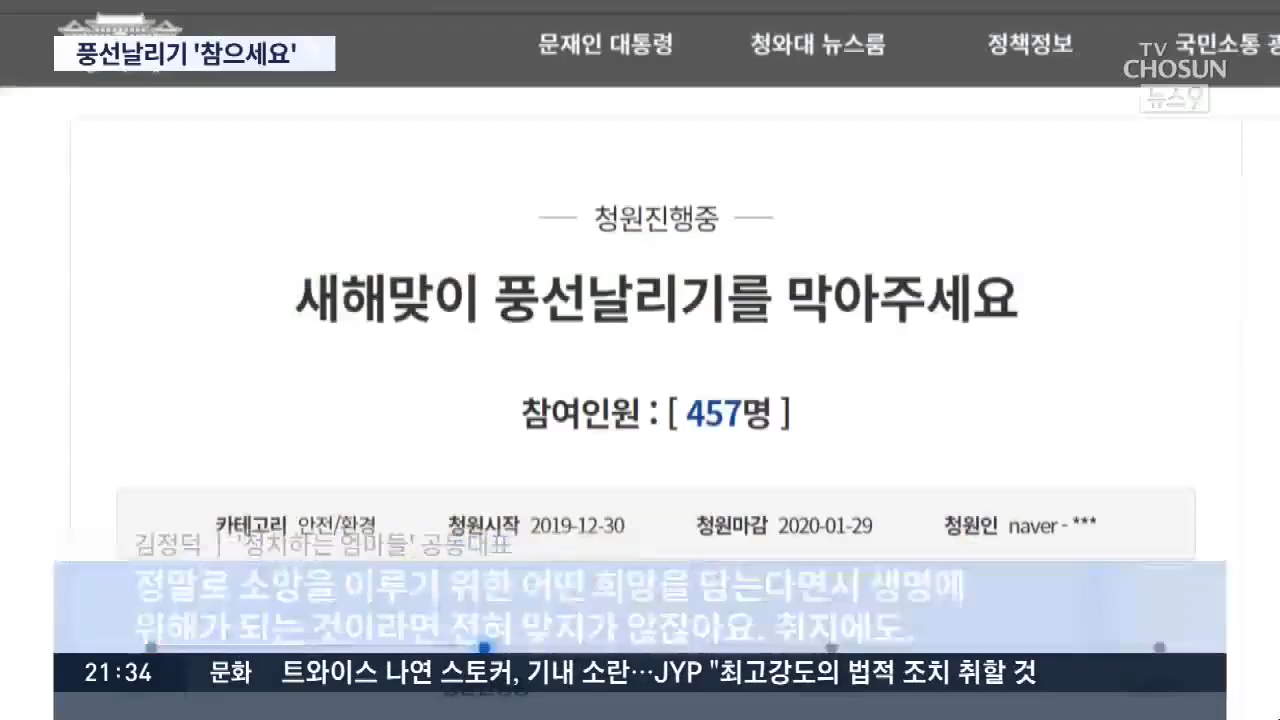 풍선날리기 '참으세요'
문재인 대통령 청와대 뉴스룸 정책정보 국민소통 광
TV
CHOSUN
뉴스9
청원진행중
새해맞이 풍선날리기를 막아주세요
참여인원 : [ 457명 ]
카테고리 안전/환경 청원시작 2019-12-30 청원마감 2020-01-29 청원인 naver - ***
김정덕 | '정치하는 엄마들' 공동대표
정말로 소망을 이루기 위한 어떤 희망을 담는다면서 생명에
위해가 되는 것이라면 전혀 맞지가 않잖아요. 취지에도.
21:34 문화 트와이스 나연 스토커, 기내 소란…JYP "최고강도의 법적 조치 취할 것